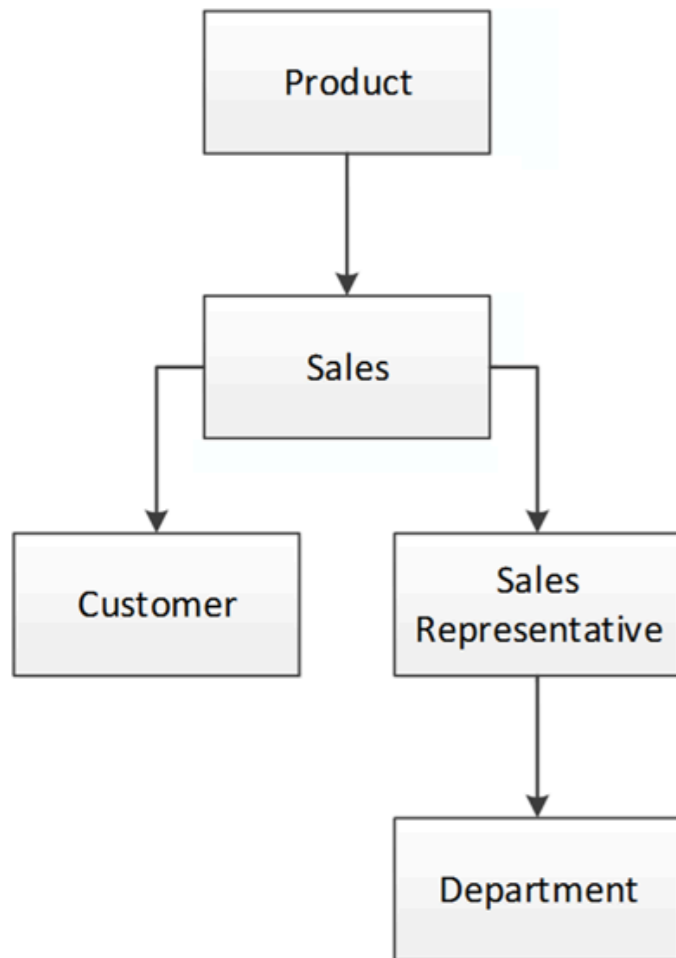 Product
Sales
Customer
Sales
Representative
Department